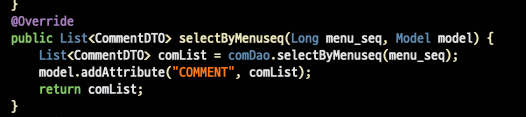 }
@Override
public List<CommentDTO> selectByMenuseq(Long menu_seq, Model model) {
    List<CommentDTO> comList = comDao.selectByMenuseq(menu_seq);
    model.addAttribute("COMMENT", comList);
    return comList;
}